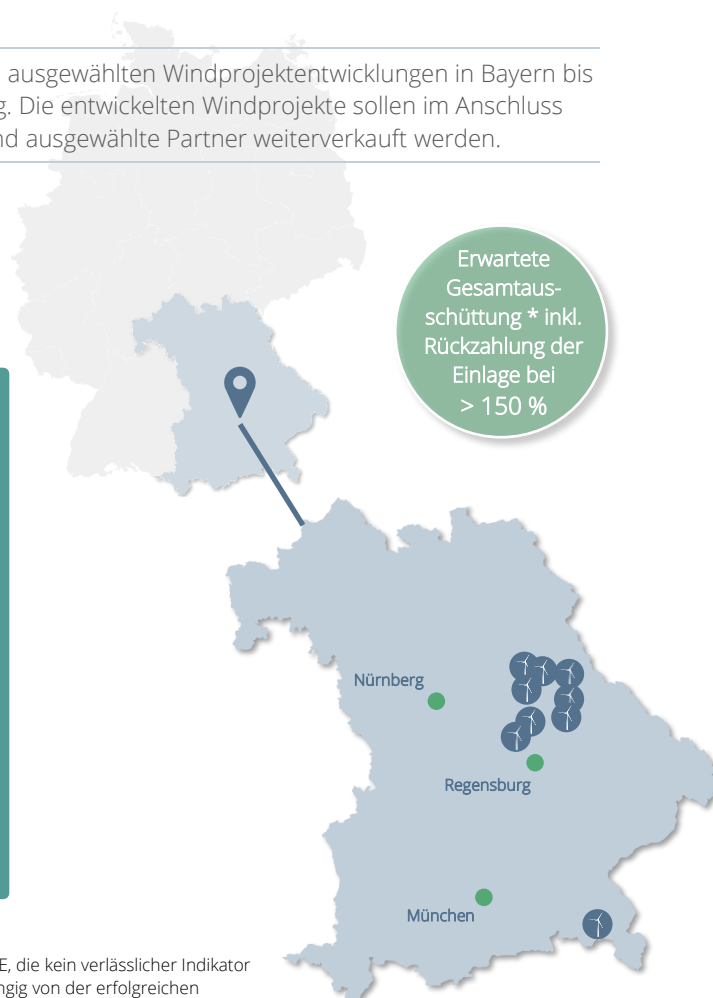 ausgewählten Windprojektentwicklungen in Bayern bis
g. Die entwickelten Windprojekte sollen im Anschluss
nd ausgewählte Partner weiterverkauft werden.
Erwartete
Gesamtaus-
schüttung * inkl.
Rückzahlung der
Einlage bei
> 150 %
Nürnberg
Regensburg
München
E, die kein verlässlicher Indikator
ngig von der erfolgreichen